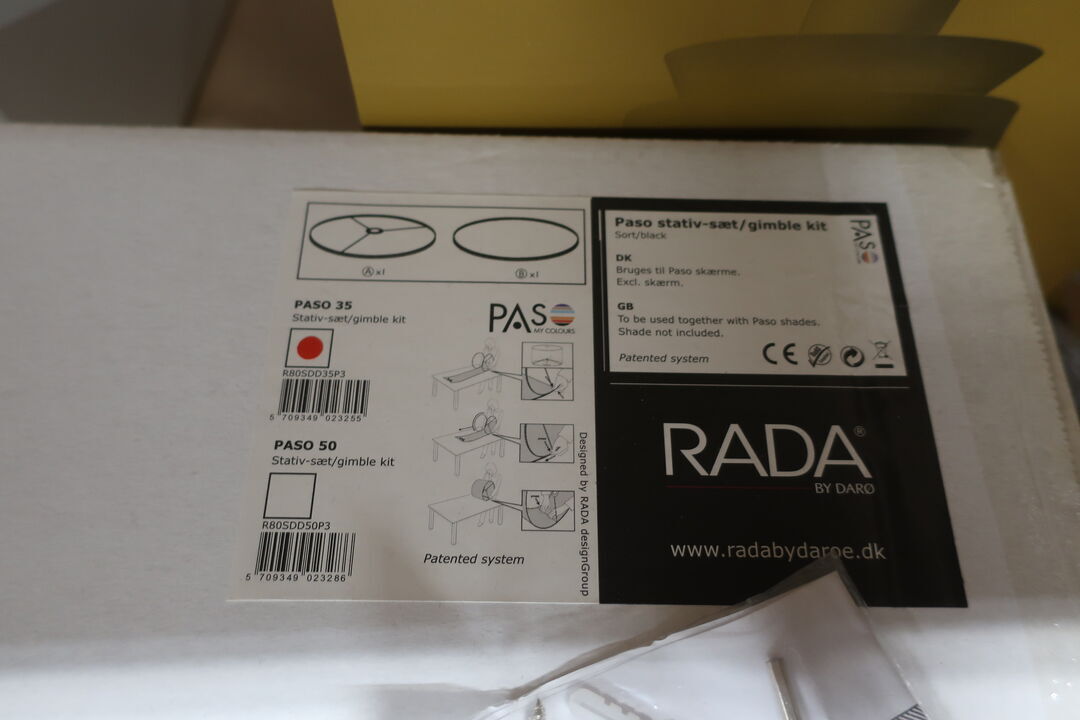 Ⓐx1
Ⓑx1
PASO 35
Stativ-sæt/gimble kit
R80SDD35P3
5 709349 023255
PASO 50
Stativ-sæt/gimble kit
R80SDD50P3
5 709349 023286
PASO
MY COLOURS
Patented system
Designed by RADA designGroup
Paso stativ-sæt/gimble kit
Sort/black
PASO
DK
Bruges til Paso skærme.
Excl. skærm.
GB
To be used together with Paso shades.
Shade not included.
Patented system
CE
RADA®
BY DARØ
www.radabydaroe.dk